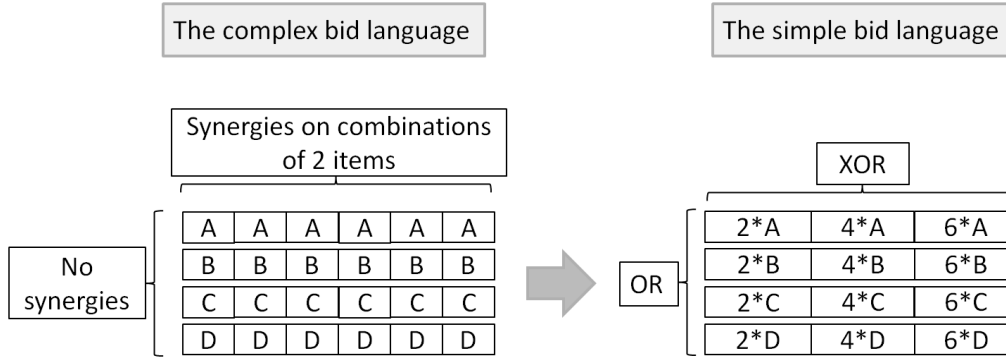 The complex bid language
The simple bid language
Synergies on combinations
of 2 items
XOR
No
synergies
A A A A A A
B B B B B B
C C C C C C
D D D D D D
OR
2*A 4*A 6*A
2*B 4*B 6*B
2*C 4*C 6*C
2*D 4*D 6*D